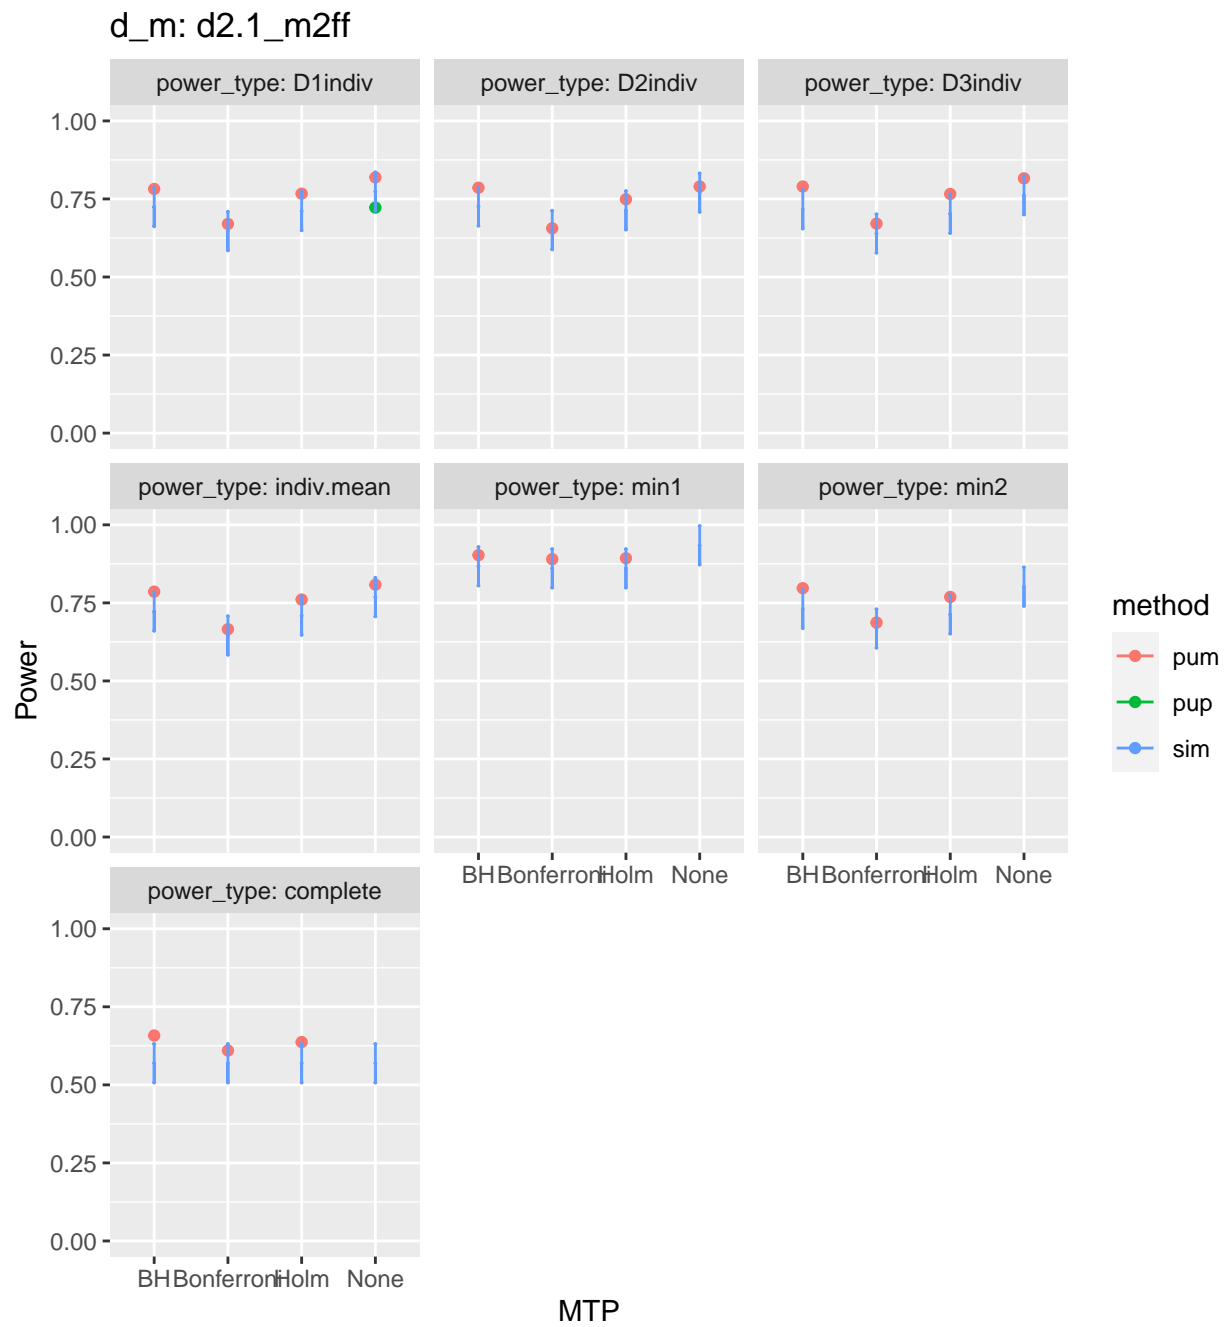 d_m: d2.1_m2ff
power_type: D1indiv
power_type: D2indiv
power_type: D3indiv
1.00
0.75
0.50
0.25
0.00
power_type: indiv.mean
power_type: min1
power_type: min2
1.00
0.75
0.50
0.25
0.00
BH Bonferroni Holm None
BH Bonferroni Holm None
power_type: complete
1.00
0.75
0.50
0.25
0.00
BH Bonferroni Holm None
MTP
Power
method
pum
pup
sim